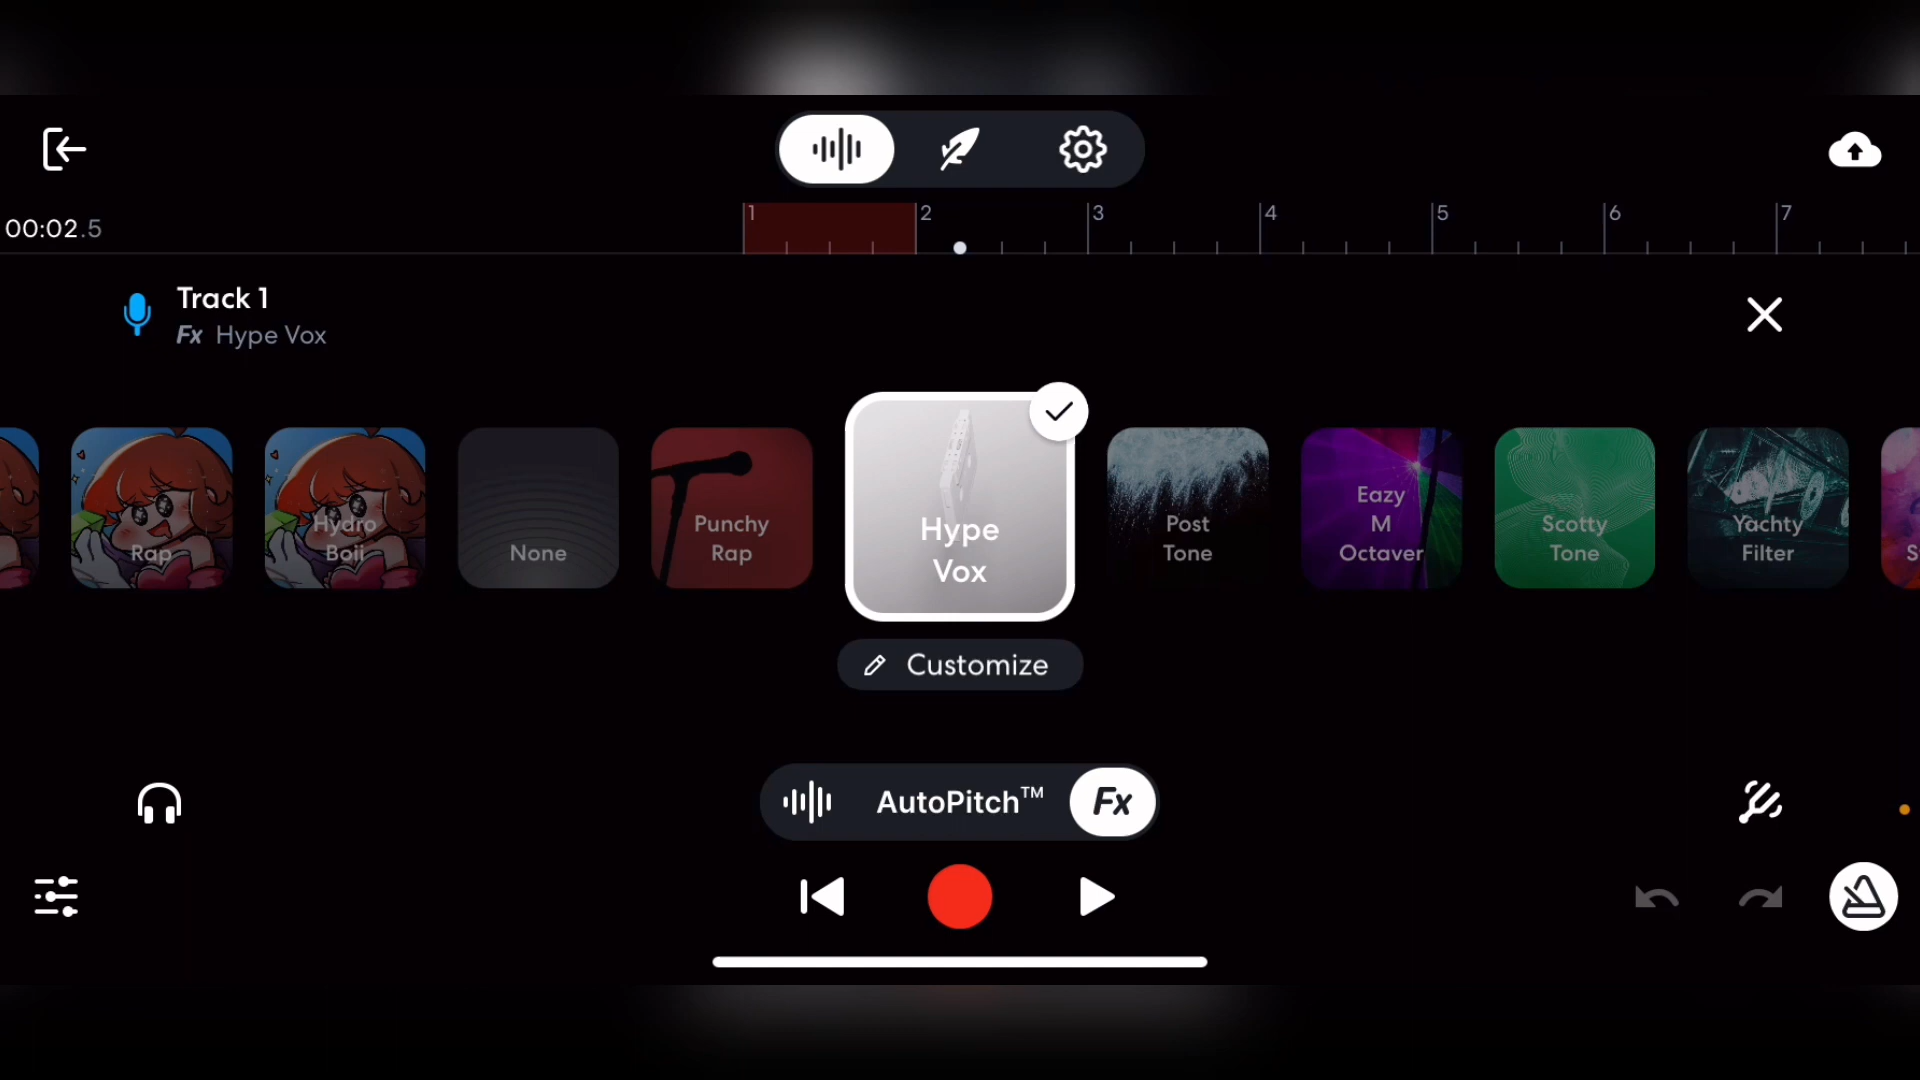 00:02.5
1 2 3 4 5 6 7
Track 1
Fx Hype Vox
Rap
Hydro
Boii
None
Punchy
Rap
Hype
Vox
Post
Tone
Eazy
M
Octaver
Scotty
Tone
Yachty
Filter
Customize
AutoPitch™ Fx